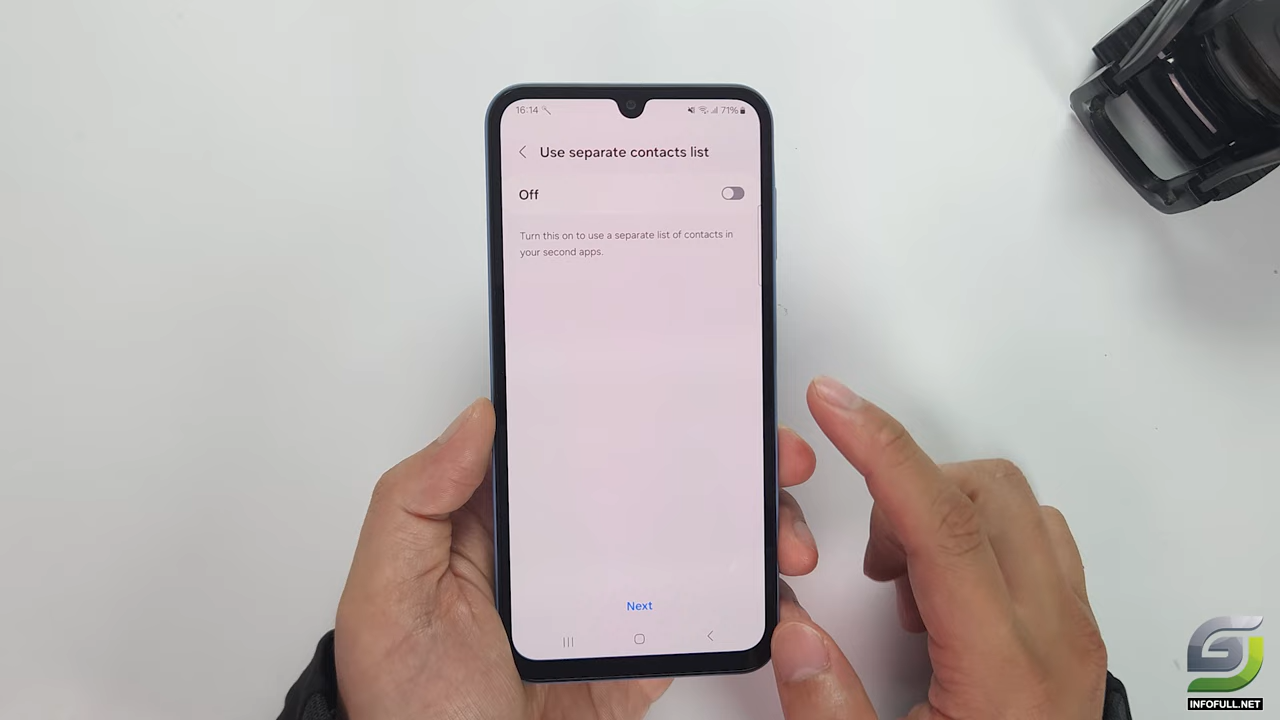 16:14 71%
Use separate contacts list
Off
Turn this on to use a separate list of contacts in
your second apps.
Next
INFOFULL.NET